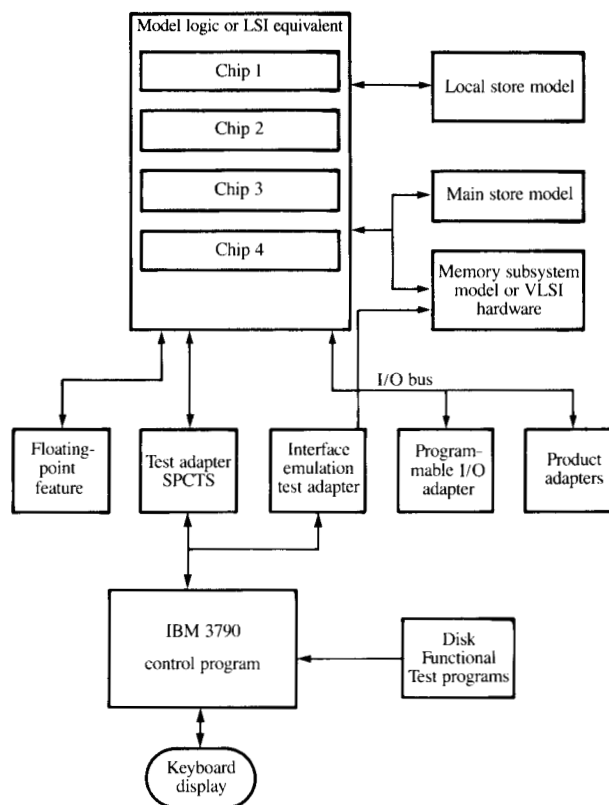 Model logic or LSI equivalent
Chip 1
Chip 2
Chip 3
Chip 4
Local store model
Main store model
Memory subsystem
model or VLSI
hardware
I/O bus
Floating-
point
feature
Test adapter
SPCTS
Interface
emulation
test adapter
Program-
mable I/O
adapter
Product
adapters
IBM 3790
control program
Disk
Functional
Test programs
Keyboard
display